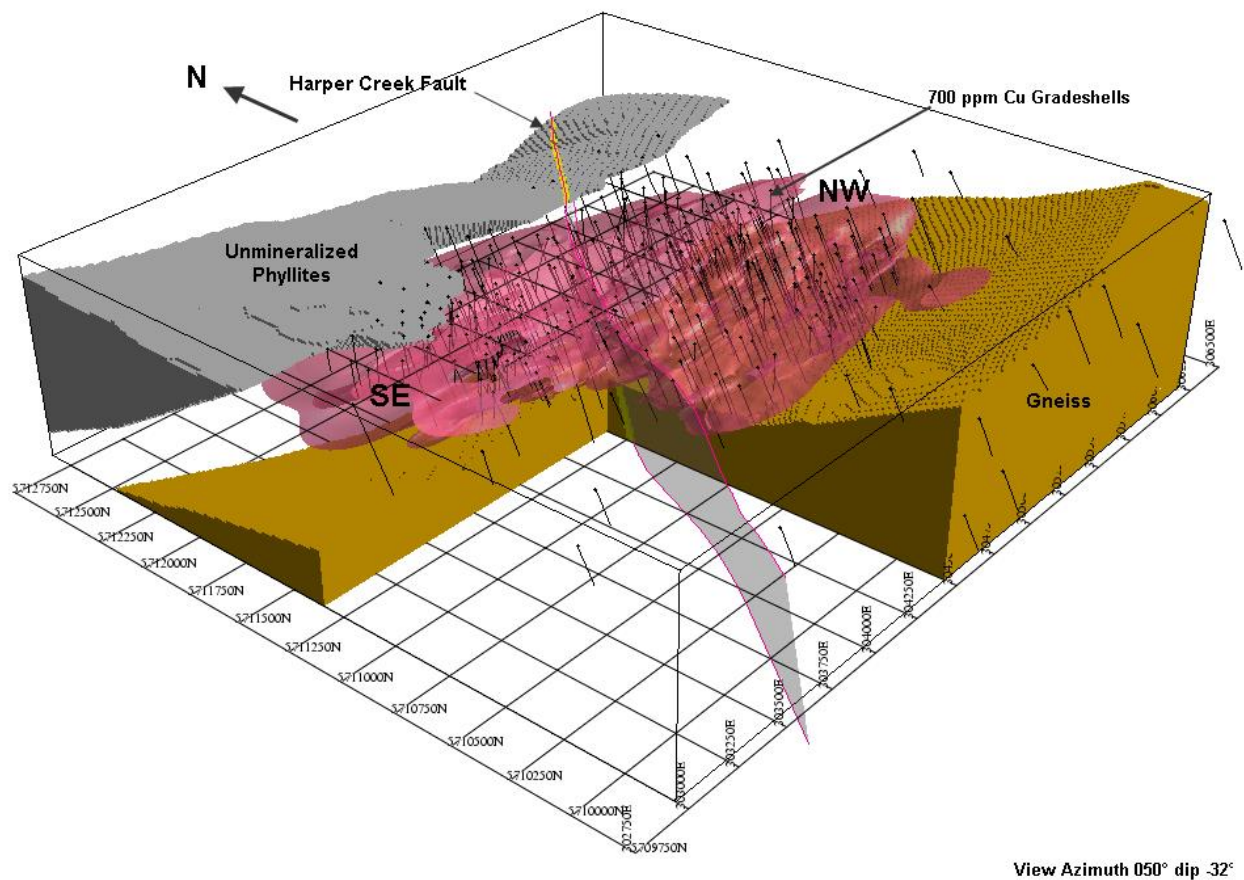 N
Harper Creek Fault
700 ppm Cu Gradeshells
NW
Unmineralized
Phyllites
SE
Gneiss
306500E
5712750N
5712500N
5712250N
5712000N
5711750N
5711500N
5711250N
5711000N
5710750N
5710500N
5710250N
5710000N
5709750N
302750E
303000E
303250E
303500E
303750E
304000E
304250E
View Azimuth 050° dip -32°